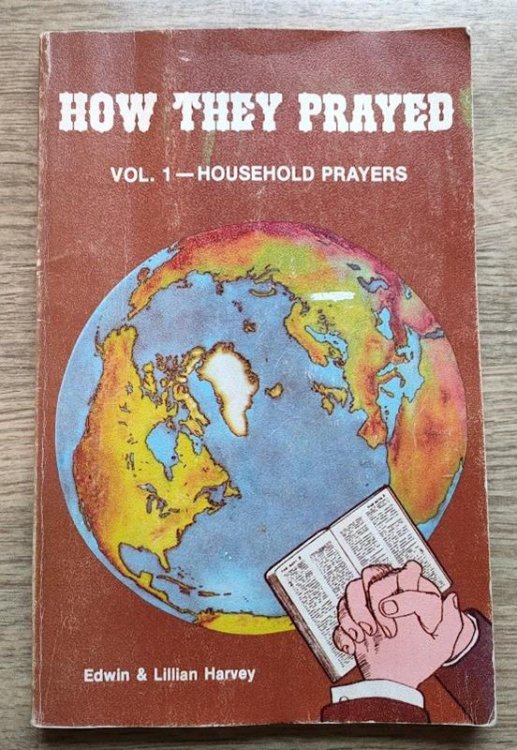 HOW THEY PRAYED
VOL. 1—HOUSEHOLD PRAYERS
Edwin & Lillian Harvey